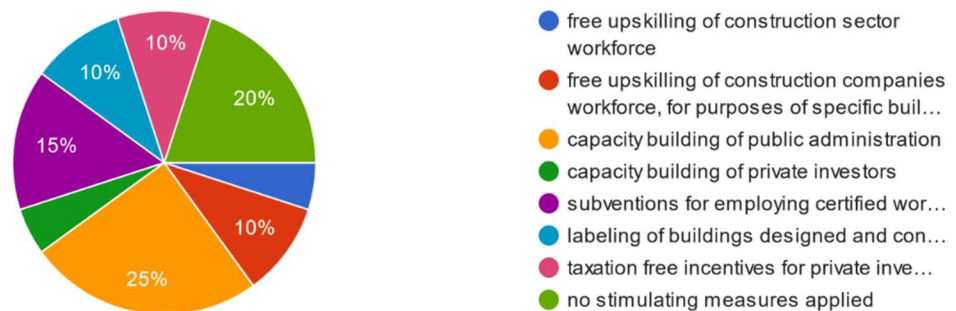 10%
10%
20%
15%
10%
25%
free upskilling of construction sector
workforce
free upskilling of construction companies
workforce, for purposes of specific buil…
capacity building of public administration
capacity building of private investors
subventions for employing certified wor…
labeling of buildings designed and con…
taxation free incentives for private inve…
no stimulating measures applied